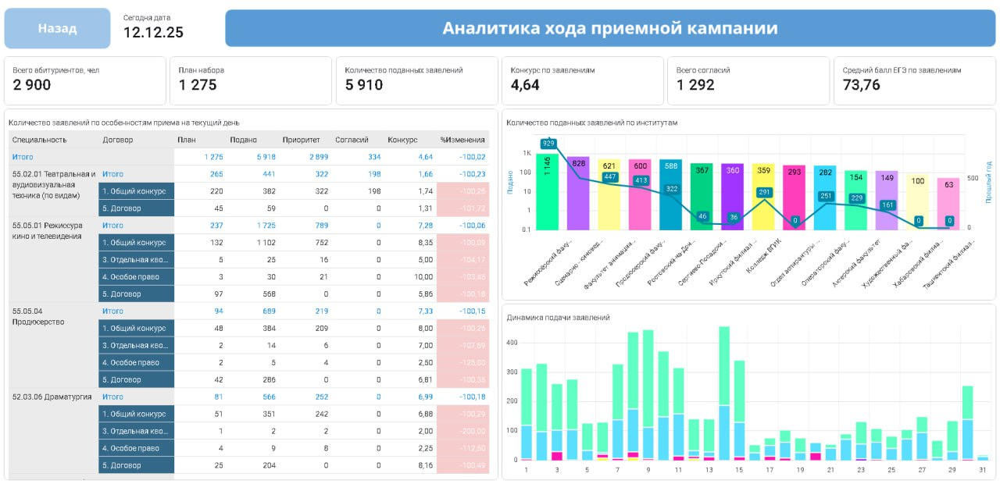 Назад
Сегодня дата
12.12.25
Аналитика хода приемной кампании
Всего абитуриентов, чел
2 900
План набора
1 275
Количество поданных заявлений
5 910
Конкурс по заявлениям
4,64
Всего согласий
1 292
Средний балл ЕГЭ по заявлениям
73,76
Количество заявлений по особенностям приема на текущий день
Специальность Договор План Подано Приоритет Согласий Конкурс %Изменения
Итого 1 275 5 918 2 899 334 4,64 -100,02
55.02.01 Театральная и аудиовизуальная техника (по видам)
Итого 265 441 322 198 1,66 -100,23
1. Общий конкурс 220 382 322 198 1,74 -100,26
5. Договор 45 59 0 0 1,31 -101,72
55.05.01 Режиссура кино и телевидения
Итого 237 1 725 789 0 7,28 -100,06
1. Общий конкурс 132 1 102 752 0 8,35 -100,09
3. Отдельная кво... 5 25 16 0 5,00 -104,17
4. Особое право 3 30 21 0 10,00 -103,45
5. Договор 97 568 0 0 5,86 -100,18
55.05.04 Продюсерство
Итого 94 689 219 0 7,33 -100,15
1. Общий конкурс 48 384 209 0 8,00 -100,26
3. Отдельная кво... 2 14 6 0 7,00 -107,69
4. Особое право 2 5 4 0 2,50 -125,00
5. Договор 42 286 0 0 6,81 -100,35
52.03.06 Драматургия
Итого 81 566 252 0 6,99 -100,18
1. Общий конкурс 51 351 242 0 6,88 -100,29
3. Отдельная кво... 1 2 2 0 2,00 -200,00
4. Особое право 4 9 8 0 2,25 -112,50
5. Договор 25 204 0 0 8,16 -100,49
Количество поданных заявлений по институтам
Подано
1K
100
10
1
0.1
1 146 828 621 600 588 367 360 359 293 282 154 149 100 63
929 447 413 322 46 36 291 0 251 229 161 0 0
500
0
Прошлый год
Режиссёрский факу...
Сценарно - киновед...
Факультет анимации...
Продюсерский факу...
Ростовский-на-Дон...
Сергиево-Посадски...
Иркутский филиал ...
Колледж ВГИК
Отдел аспирантуры ...
Операторский факу...
Актерский факультет
Художественный фа...
Хабаровский филиа...
Ташкентский филиал...
Динамика подачи заявлений
400
300
200
100
0
1 3 5 7 9 11 13 15 17 19 21 23 25 27 29 31